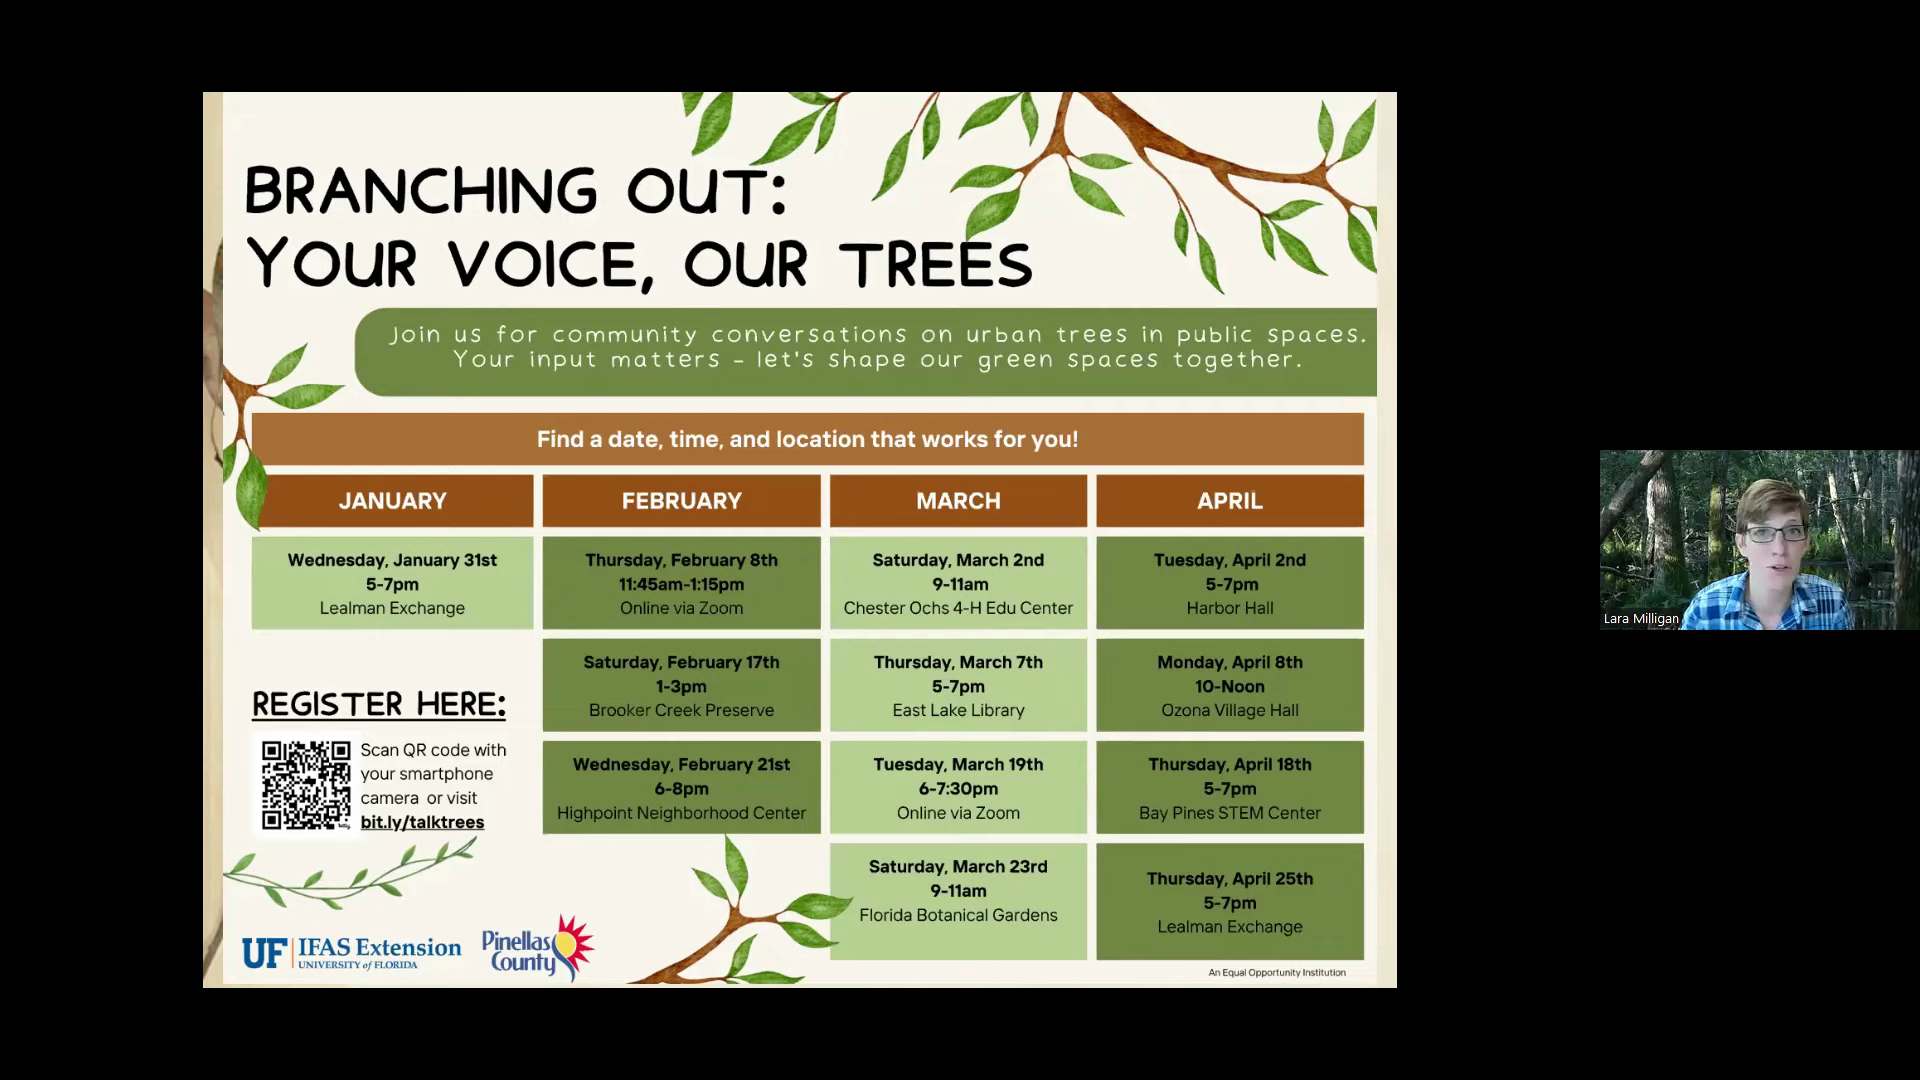 BRANCHING OUT:
YOUR VOICE, OUR TREES
Join us for community conversations on urban trees in public spaces.
Your input matters - let's shape our green spaces together.
Find a date, time, and location that works for you!
JANUARY
Wednesday, January 31st
5-7pm
Lealman Exchange
FEBRUARY
Thursday, February 8th
11:45am-1:15pm
Online via Zoom
Saturday, February 17th
1-3pm
Brooker Creek Preserve
Wednesday, February 21st
6-8pm
Highpoint Neighborhood Center
MARCH
Saturday, March 2nd
9-11am
Chester Ochs 4-H Edu Center
Thursday, March 7th
5-7pm
East Lake Library
Tuesday, March 19th
6-7:30pm
Online via Zoom
Saturday, March 23rd
9-11am
Florida Botanical Gardens
APRIL
Tuesday, April 2nd
5-7pm
Harbor Hall
Monday, April 8th
10-Noon
Ozona Village Hall
Thursday, April 18th
5-7pm
Bay Pines STEM Center
Thursday, April 25th
5-7pm
Lealman Exchange
REGISTER HERE:
Scan QR code with
your smartphone
camera or visit
bit.ly/talktrees
UF IFAS Extension
UNIVERSITY of FLORIDA
Pinellas
County
An Equal Opportunity Institution
Lara Milligan